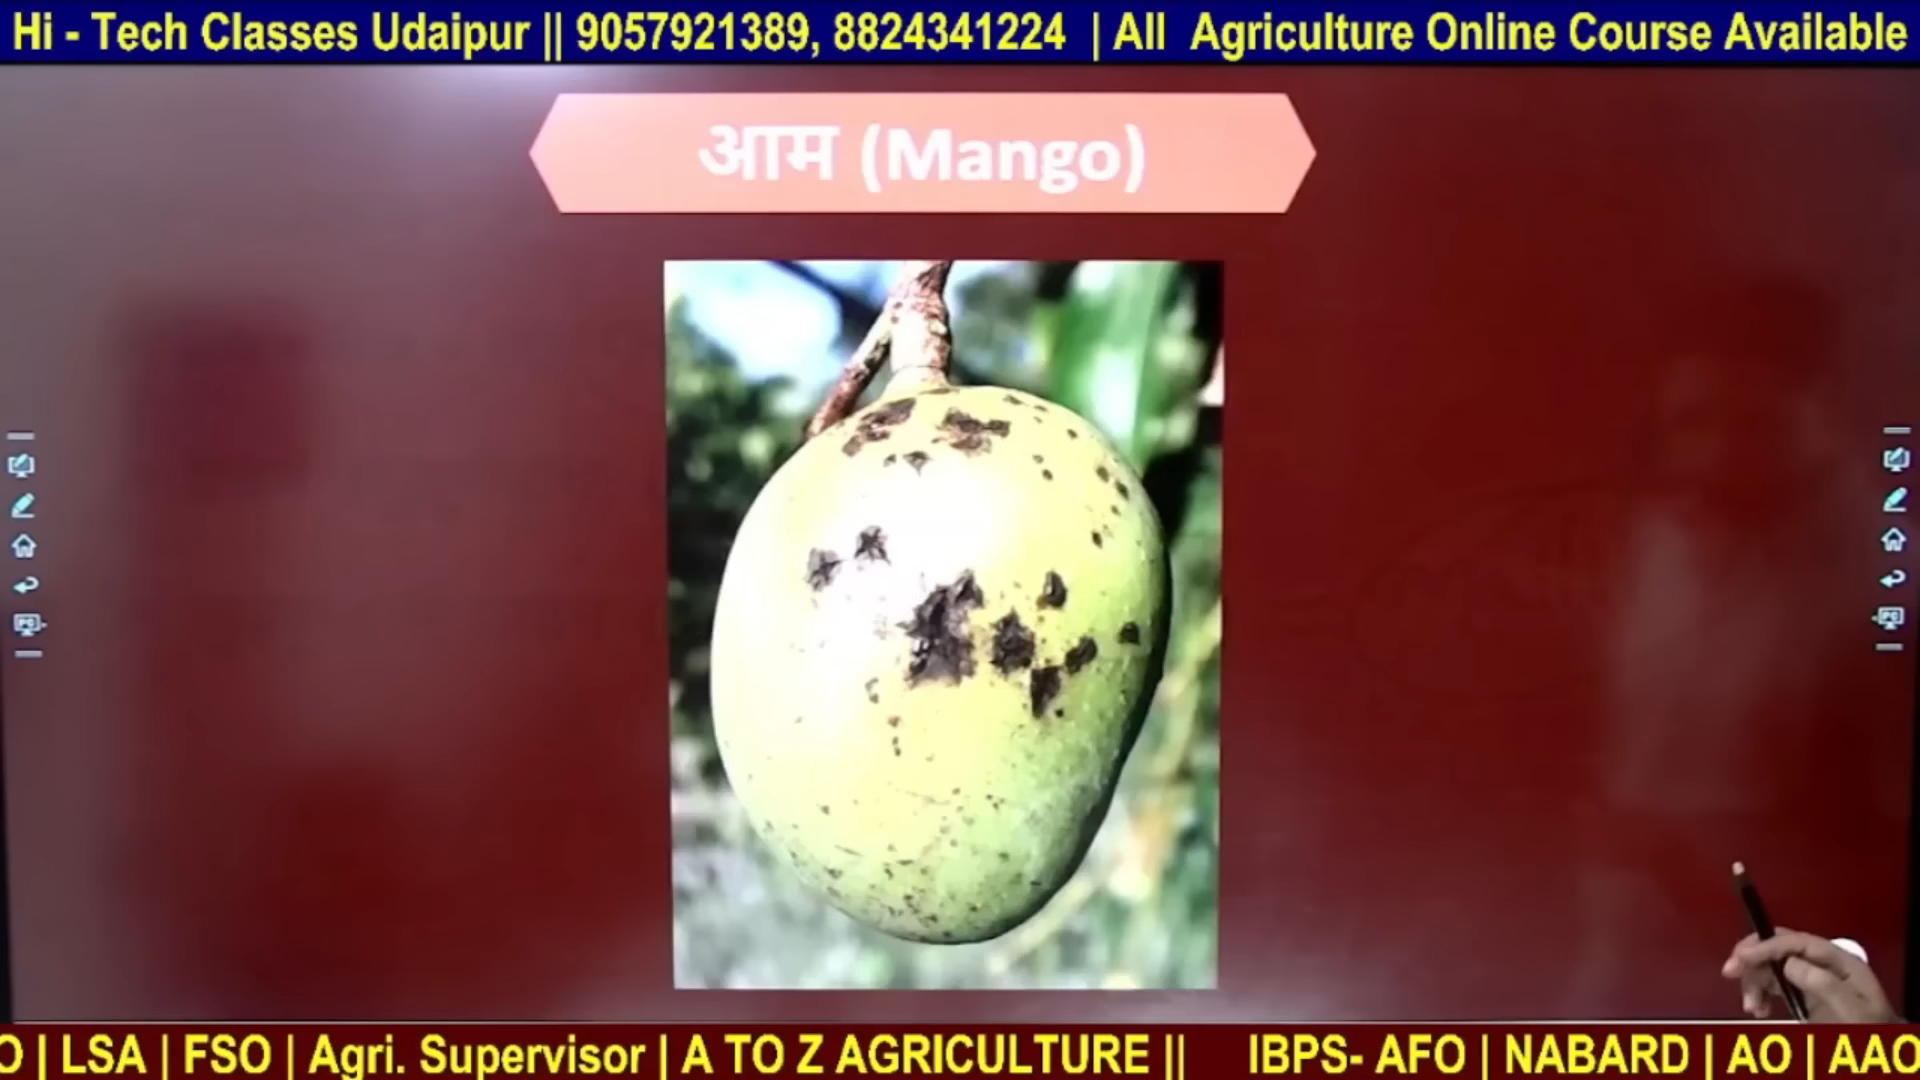 Hi - Tech Classes Udaipur || 9057921389, 8824341224 | All Agriculture Online Course Available
आम (Mango)
O | LSA | FSO | Agri. Supervisor | A TO Z AGRICULTURE || IBPS- AFO | NABARD | AO | AAO